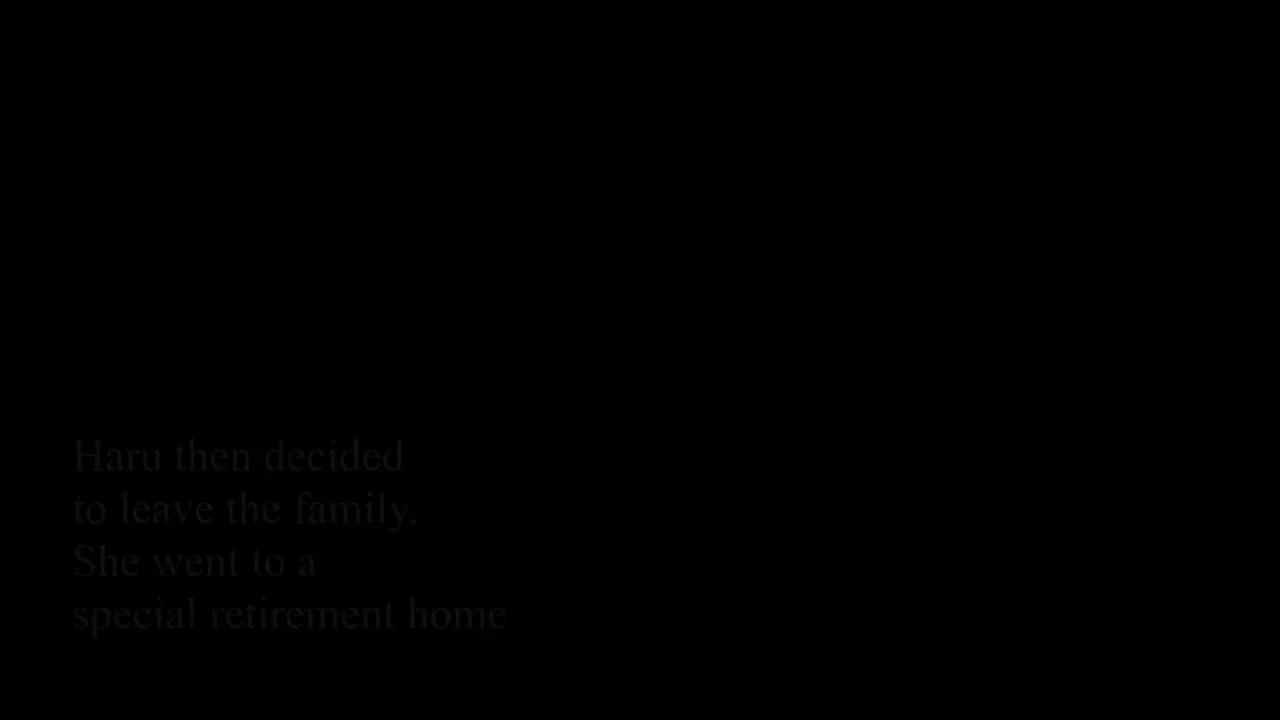 Haru then decided
to leave the family.
She went to a
special retirement home